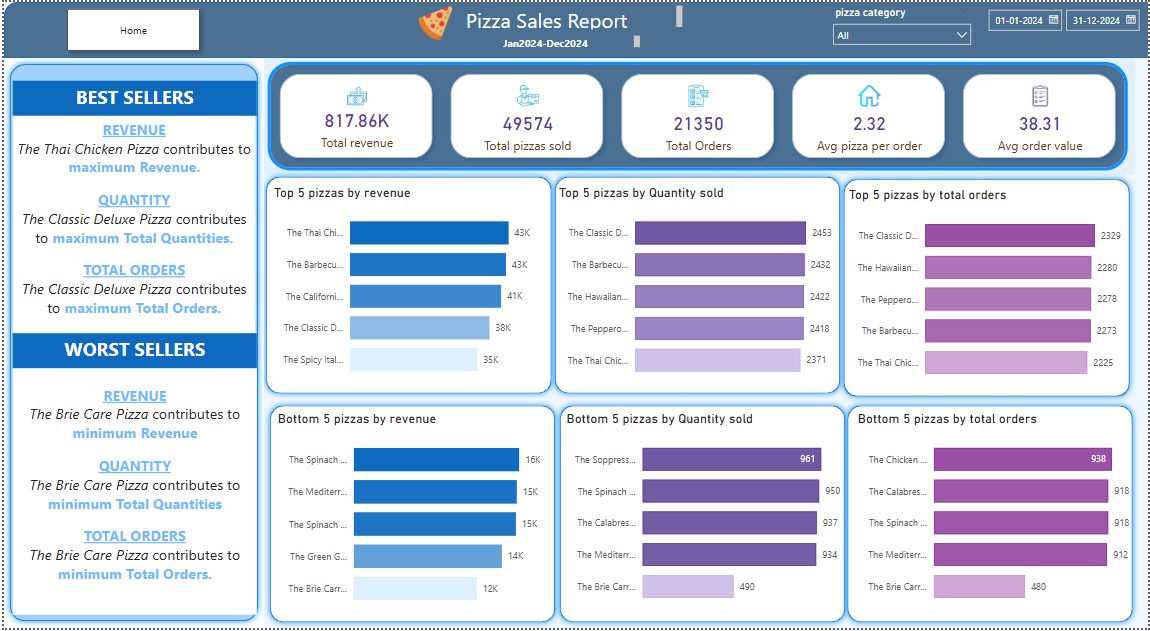 Home
Pizza Sales Report
Jan2024-Dec2024
pizza category
All
01-01-2024
31-12-2024
BEST SELLERS
REVENUE
The Thai Chicken Pizza contributes to
maximum Revenue.
QUANTITY
The Classic Deluxe Pizza contributes
to maximum Total Quantities.
TOTAL ORDERS
The Classic Deluxe Pizza contributes
to maximum Total Orders.
WORST SELLERS
REVENUE
The Brie Care Pizza contributes to
minimum Revenue
QUANTITY
The Brie Care Pizza contributes to
minimum Total Quantities
TOTAL ORDERS
The Brie Care Pizza contributes to
minimum Total Orders.
817.86K
Total revenue
49574
Total pizzas sold
21350
Total Orders
2.32
Avg pizza per order
38.31
Avg order value
Top 5 pizzas by revenue
The Thai Chi... 43K
The Barbecu... 43K
The Californi... 41K
The Classic D... 38K
The Spicy Ital... 35K
Top 5 pizzas by Quantity sold
The Classic D... 2453
The Barbecu... 2432
The Hawaiian... 2422
The Peppero... 2418
The Thai Chic... 2371
Top 5 pizzas by total orders
The Classic D... 2329
The Hawaiian... 2280
The Peppero... 2278
The Barbecu... 2273
The Thai Chic... 2225
Bottom 5 pizzas by revenue
The Spinach ... 16K
The Mediterr... 15K
The Spinach ... 15K
The Green G... 14K
The Brie Carr... 12K
Bottom 5 pizzas by Quantity sold
The Soppress... 961
The Spinach ... 950
The Calabres... 937
The Mediterr... 934
The Brie Carr... 490
Bottom 5 pizzas by total orders
The Chicken ... 938
The Calabres... 918
The Spinach ... 918
The Mediterr... 912
The Brie Carr... 480